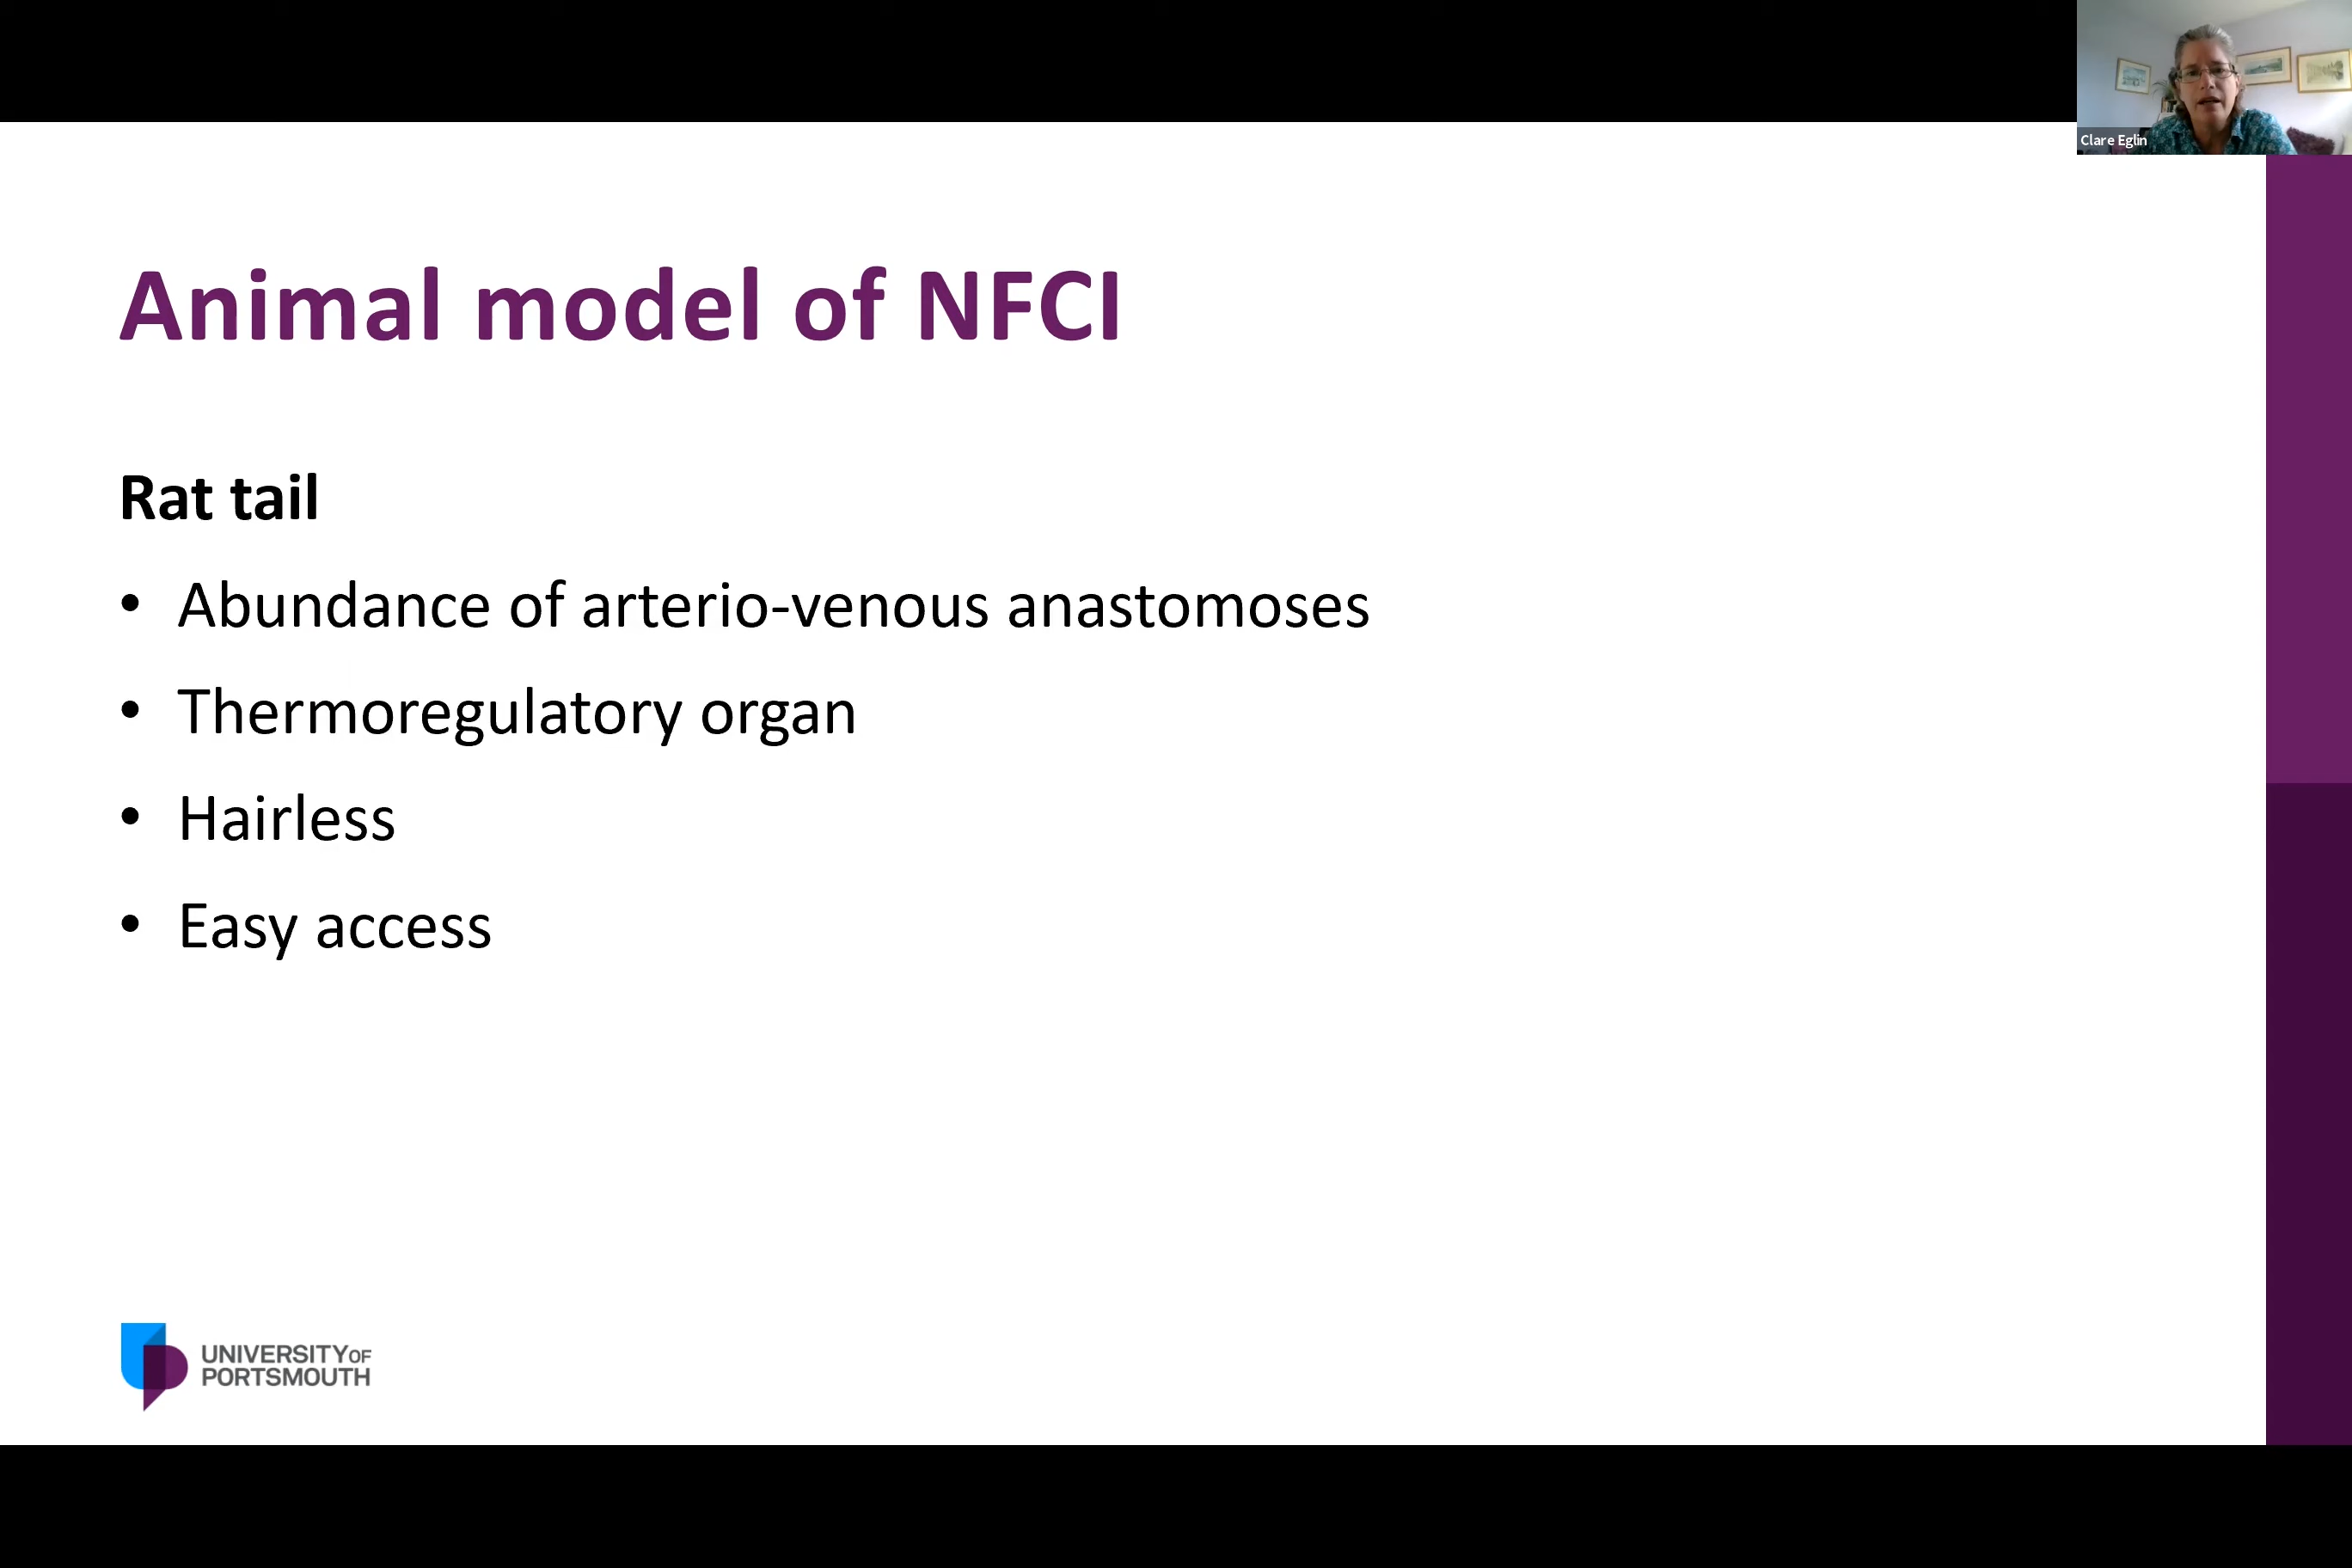 Clare Eglin
Animal model of NFCI
Rat tail
• Abundance of arterio-venous anastomoses
• Thermoregulatory organ
• Hairless
• Easy access
UNIVERSITY OF
PORTSMOUTH